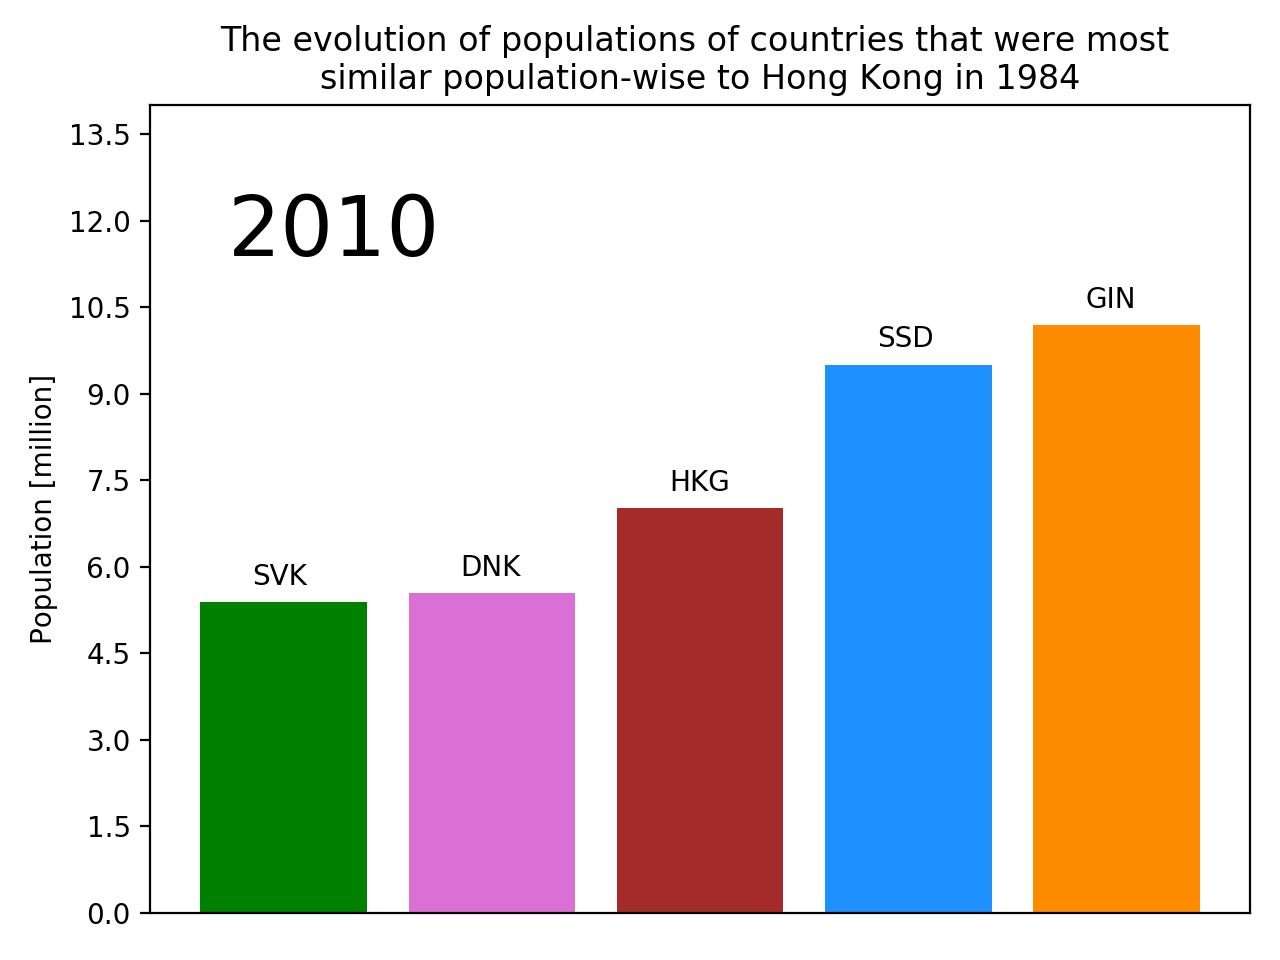 The evolution of populations of countries that were most
similar population-wise to Hong Kong in 1984
13.5
12.0
10.5
9.0
7.5
6.0
4.5
3.0
1.5
0.0
Population [million]
2010
SVK
DNK
HKG
SSD
GIN